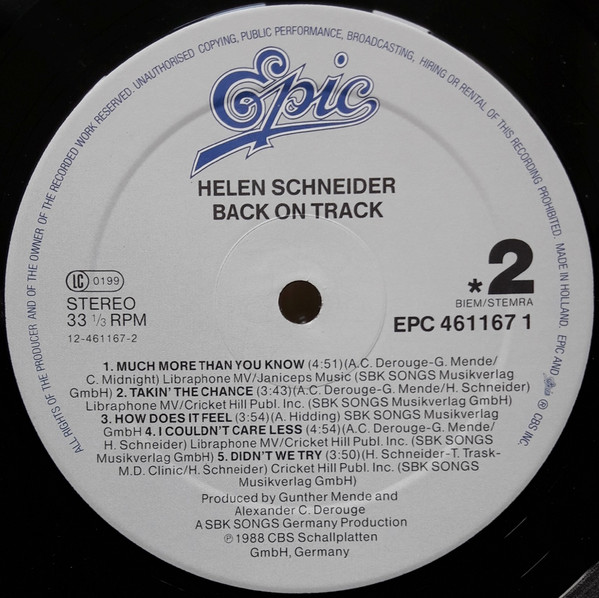 ALL RIGHTS OF THE PRODUCER AND OF THE OWNER OF THE RECORDED WORK RESERVED. UNAUTHORISED COPYING, PUBLIC PERFORMANCE, BROADCASTING, HIRING OR RENTAL OF THIS RECORDING PROHIBITED. MADE IN HOLLAND. EPIC AND ® CBS INC.
Epic
HELEN SCHNEIDER
BACK ON TRACK
LC 0199
STEREO
33 1/3 RPM
12-461167-2
*2
BIEM/STEMRA
EPC 461167 1
1. MUCH MORE THAN YOU KNOW (4:51)(A.C. Derouge-G. Mende/
C. Midnight) Libraphone MV/Janiceps Music (SBK SONGS Musikverlag
GmbH) 2. TAKIN' THE CHANCE (3:43)(A.C. Derouge-G. Mende/H. Schneider)
Libraphone MV/Cricket Hill Publ. Inc. (SBK SONGS Musikverlag GmbH)
3. HOW DOES IT FEEL (3:54)(A. Hidding) SBK SONGS Musikverlag
GmbH 4. I COULDN'T CARE LESS (4:54)(A.C. Derouge-G. Mende/
H. Schneider) Libraphone MV/Cricket Hill Publ. Inc. (SBK SONGS
Musikverlag GmbH) 5. DIDN'T WE TRY (3:50)(H. Schneider-T. Trask-
M.D. Clinic/H. Schneider) Cricket Hill Publ. Inc. (SBK SONGS
Musikverlag GmbH)
Produced by Gunther Mende and
Alexander C. Derouge
A SBK SONGS Germany Production
℗ 1988 CBS Schallplatten
GmbH, Germany